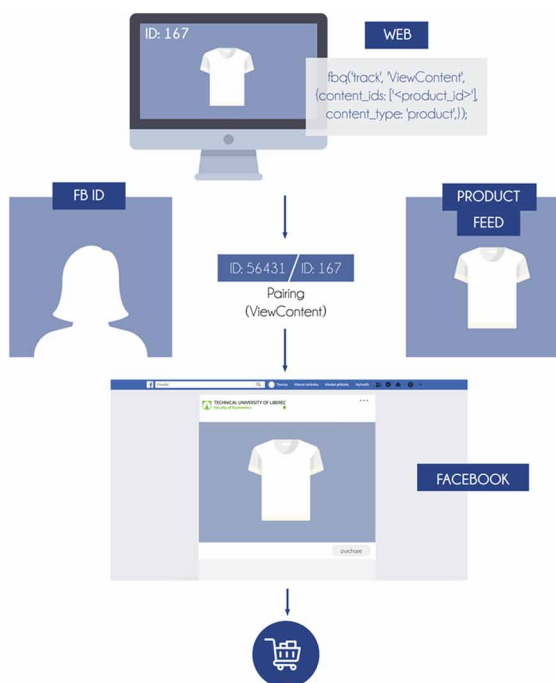 ID: 167
WEB
fbq('track', 'ViewContent',
{content_ids: ['<product_id>'],
content_type: 'product',});
FB ID
PRODUCT
FEED
ID: 56431 / ID: 167
Pairing
(ViewContent)
TECHNICAL UNIVERSITY OF LIBEREC
Faculty of Economics
purchase
FACEBOOK